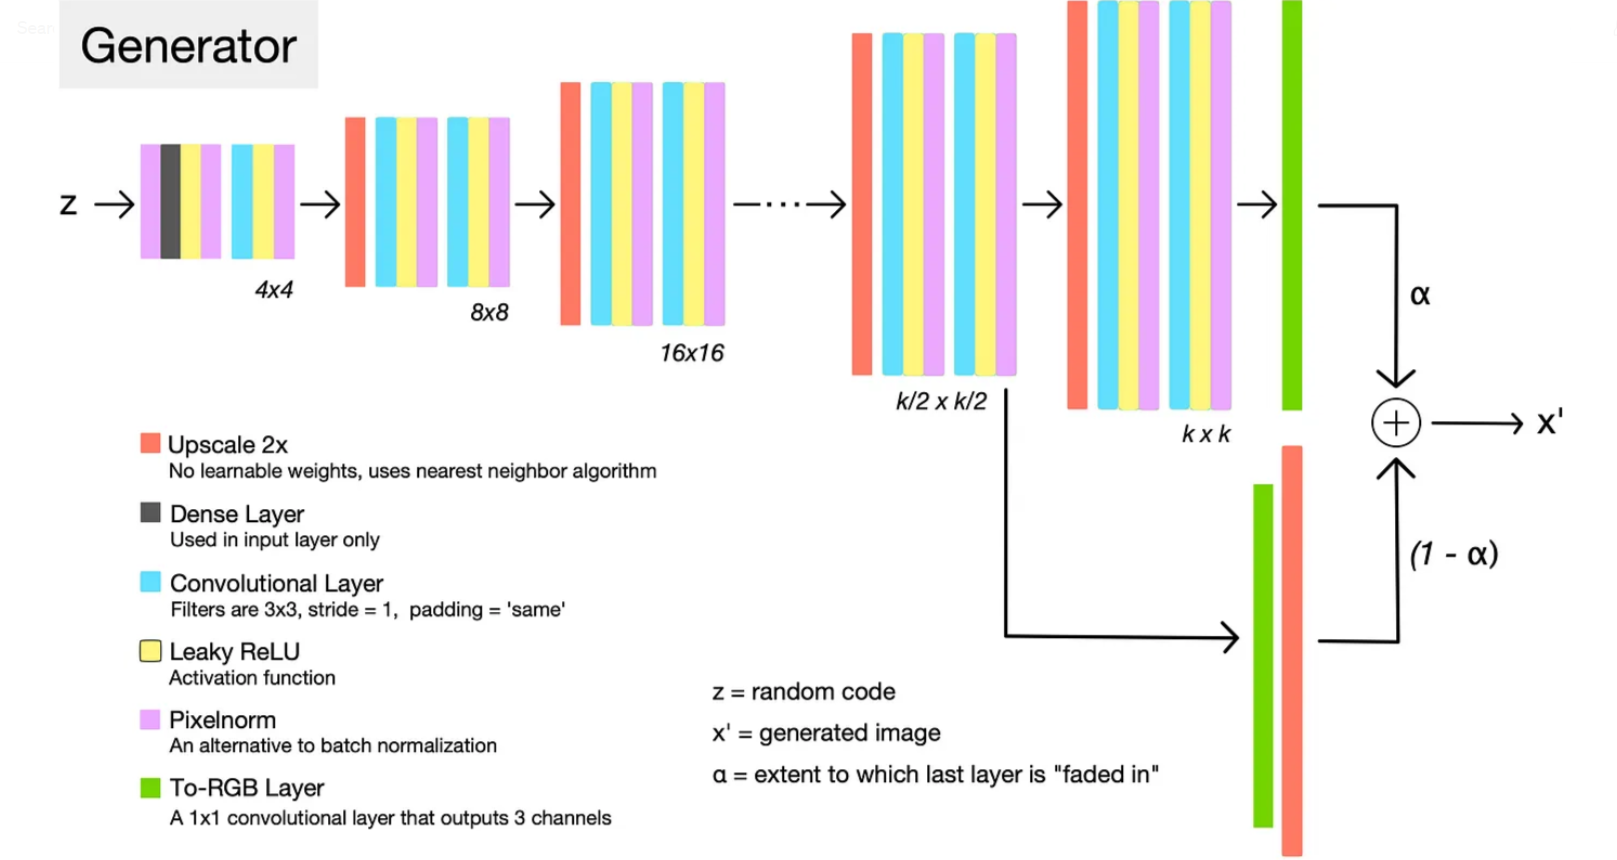 Generator
z
4x4
8x8
16x16
k/2 x k/2
k x k
α
x'
(1 - α)
Upscale 2x
No learnable weights, uses nearest neighbor algorithm
Dense Layer
Used in input layer only
Convolutional Layer
Filters are 3x3, stride = 1, padding = 'same'
Leaky ReLU
Activation function
Pixelnorm
An alternative to batch normalization
To-RGB Layer
A 1x1 convolutional layer that outputs 3 channels
z = random code
x' = generated image
α = extent to which last layer is "faded in"